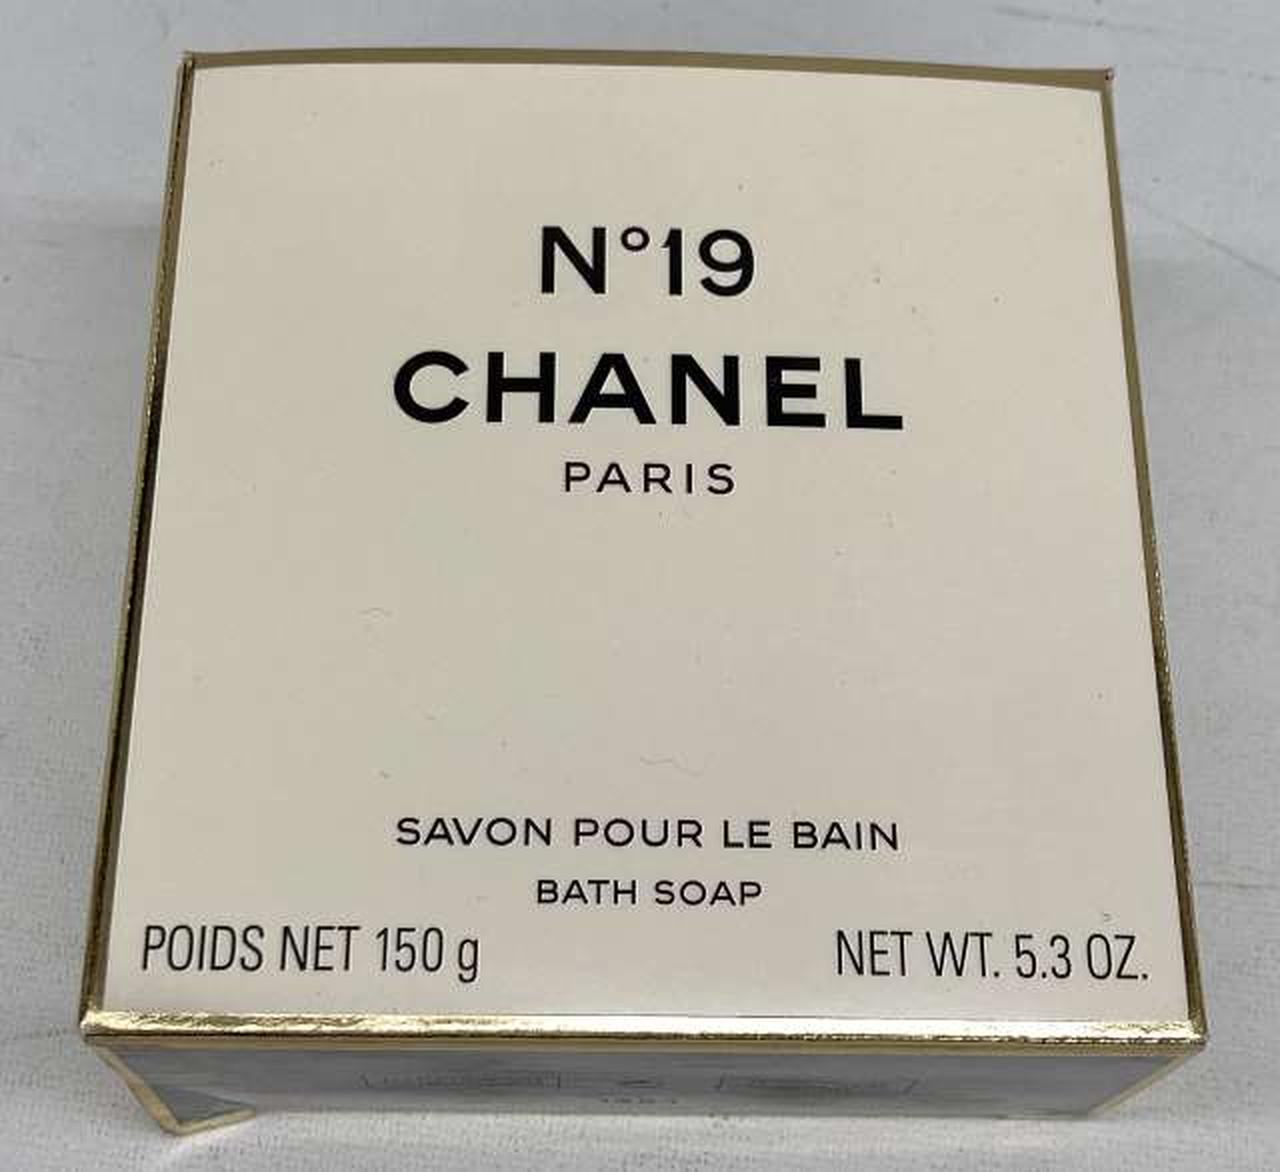 N°19
CHANEL
PARIS
SAVON POUR LE BAIN
BATH SOAP
POIDS NET 150 g
NET WT. 5.3 OZ.